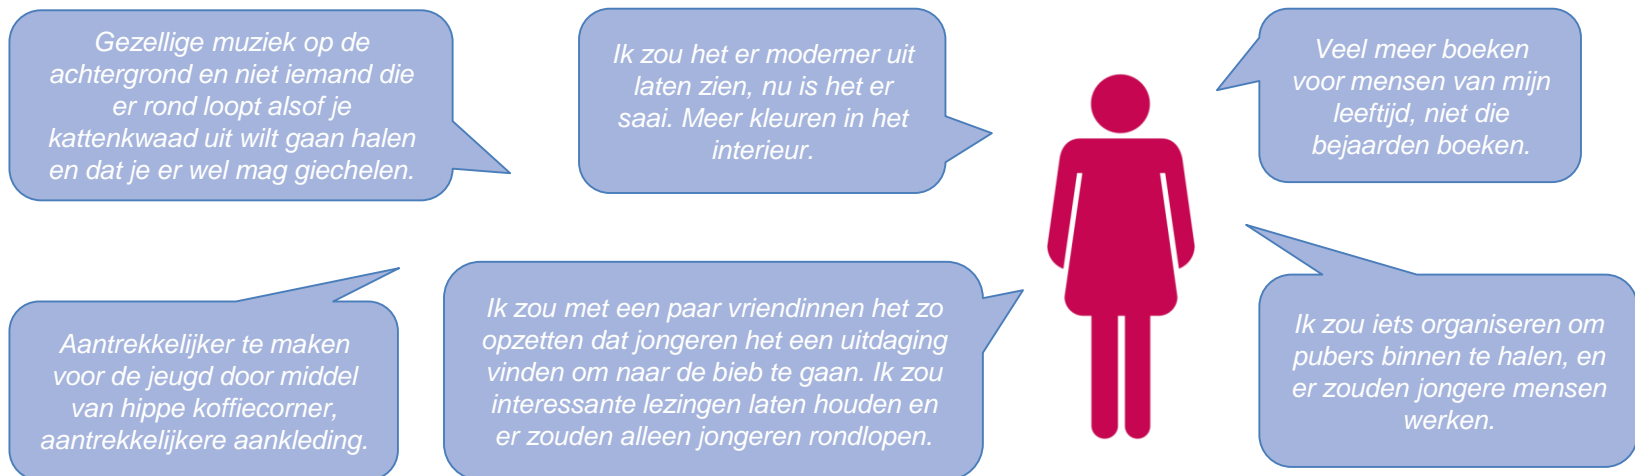 Gezellige muziek op de
achtergrond en niet iemand die
er rond loopt alsof je
kattenkwaad uit wilt gaan halen
en dat je er wel mag giechelen.
Ik zou het er moderner uit
laten zien, nu is het er
saai. Meer kleuren in het
interieur.
Veel meer boeken
voor mensen van mijn
leeftijd, niet die
bejaarden boeken.
Aantrekkelijker te maken
voor de jeugd door middel
van hippe koffiecorner,
aantrekkelijkere aankleding.
Ik zou met een paar vriendinnen het zo
opzetten dat jongeren het een uitdaging
vinden om naar de bieb te gaan. Ik zou
interessante lezingen laten houden en
er zouden alleen jongeren rondlopen.
Ik zou iets organiseren om
pubers binnen te halen, en
er zouden jongere mensen
werken.